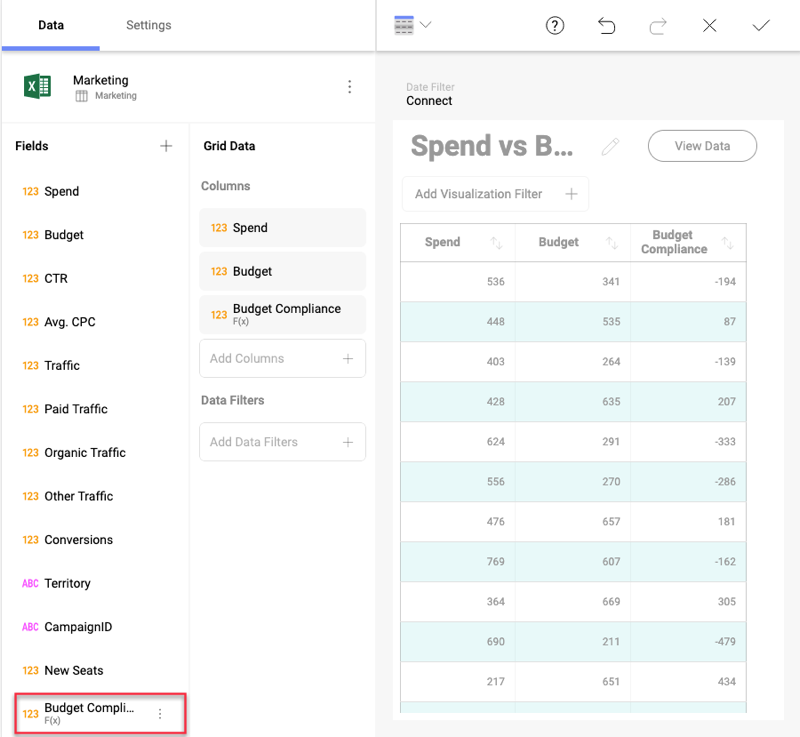 Data
Settings
Marketing
Marketing
Fields
123 Spend
123 Budget
123 CTR
123 Avg. CPC
123 Traffic
123 Paid Traffic
123 Organic Traffic
123 Other Traffic
123 Conversions
ABC Territory
ABC CampaignID
123 New Seats
123 Budget Compli...
F(x)
Grid Data
Columns
123 Spend
123 Budget
123 Budget Compliance
F(x)
Add Columns
Data Filters
Add Data Filters
Date Filter
Connect
Spend vs B...
View Data
Add Visualization Filter
Spend Budget Budget Compliance
536 341 -194
448 535 87
403 264 -139
428 635 207
624 291 -333
556 270 -286
476 657 181
769 607 -162
364 669 305
690 211 -479
217 651 434